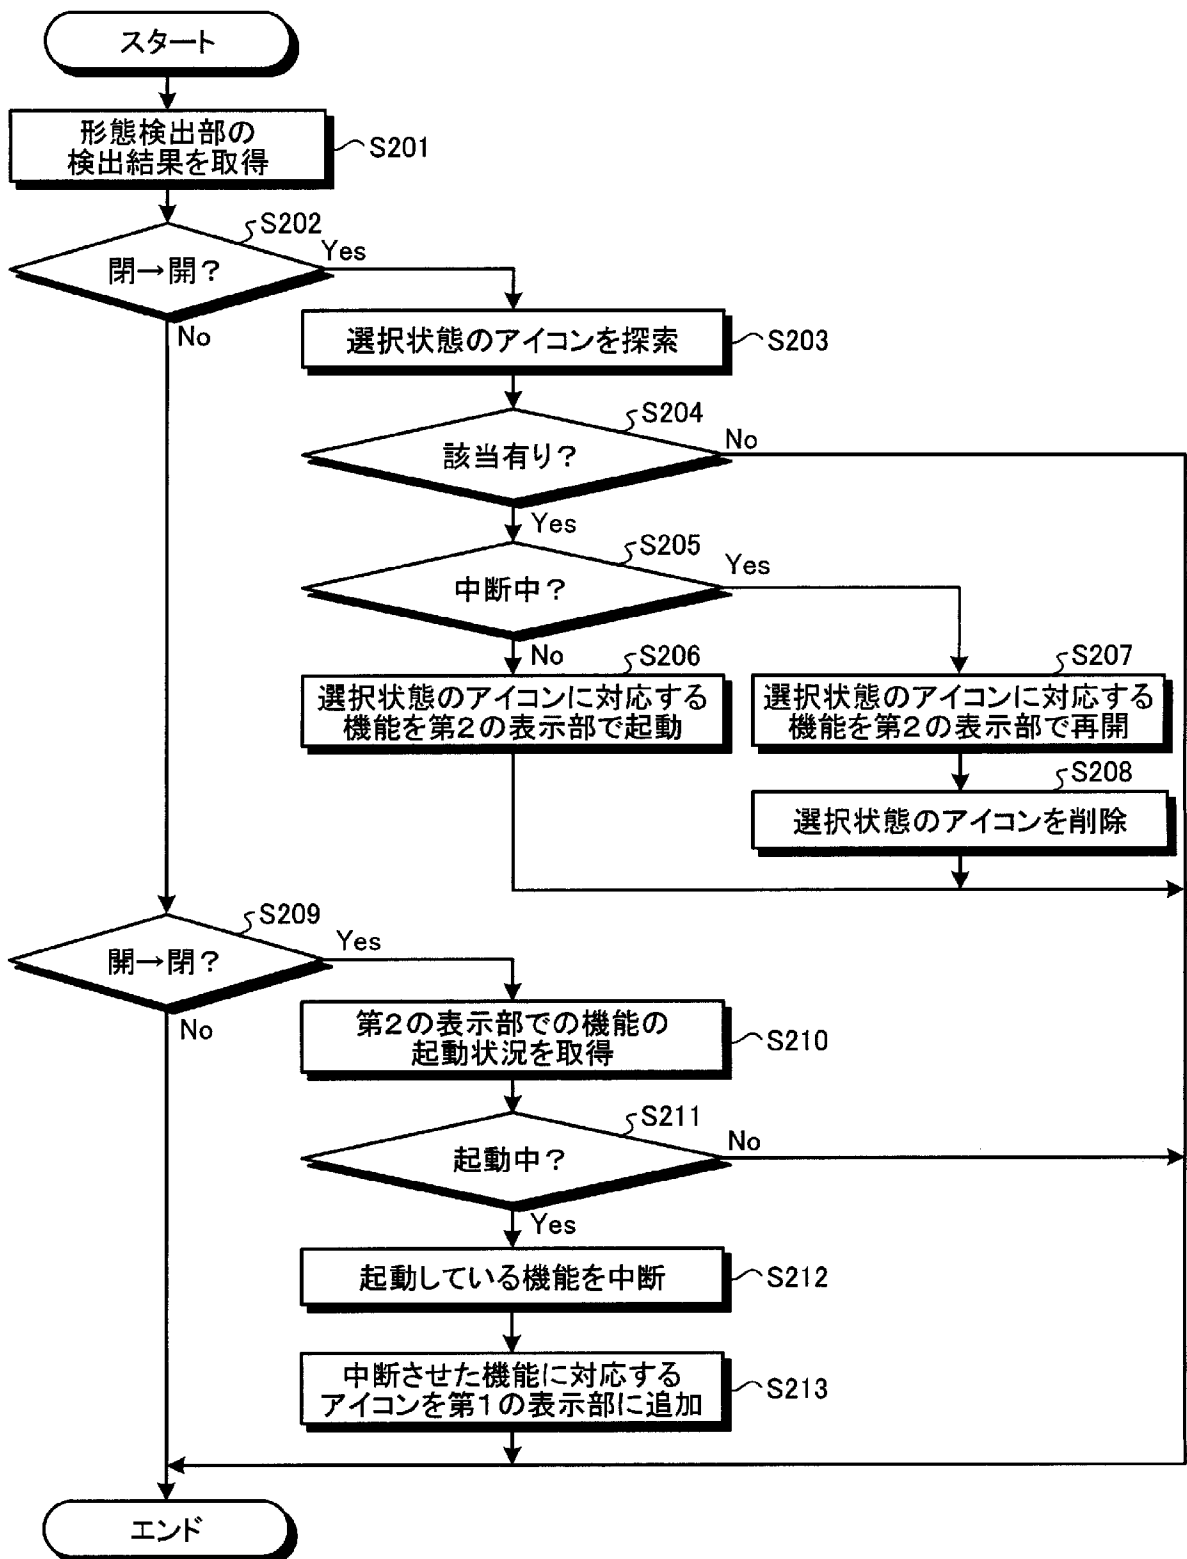 スタート
形態検出部の
検出結果を取得
S201
S202
閉→開?
Yes
No
選択状態のアイコンを探索
S203
S204
該当有り?
No
Yes
S205
中断中?
Yes
No
S206
選択状態のアイコンに対応する
機能を第2の表示部で起動
S207
選択状態のアイコンに対応する
機能を第2の表示部で再開
S208
選択状態のアイコンを削除
S209
開→閉?
Yes
No
第2の表示部での機能の
起動状況を取得
S210
S211
起動中?
No
Yes
起動している機能を中断
S212
中断させた機能に対応する
アイコンを第1の表示部に追加
S213
エンド